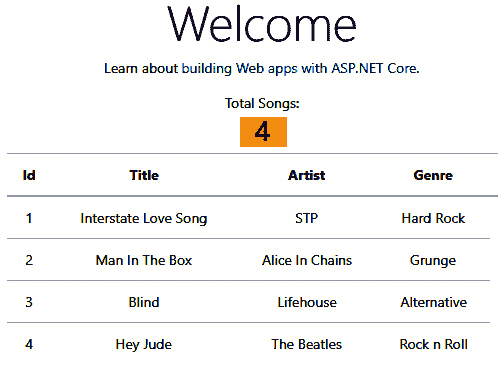 Welcome
Learn about building Web apps with ASP.NET Core.
Total Songs:
4
Id Title Artist Genre
1 Interstate Love Song STP Hard Rock
2 Man In The Box Alice In Chains Grunge
3 Blind Lifehouse Alternative
4 Hey Jude The Beatles Rock n Roll